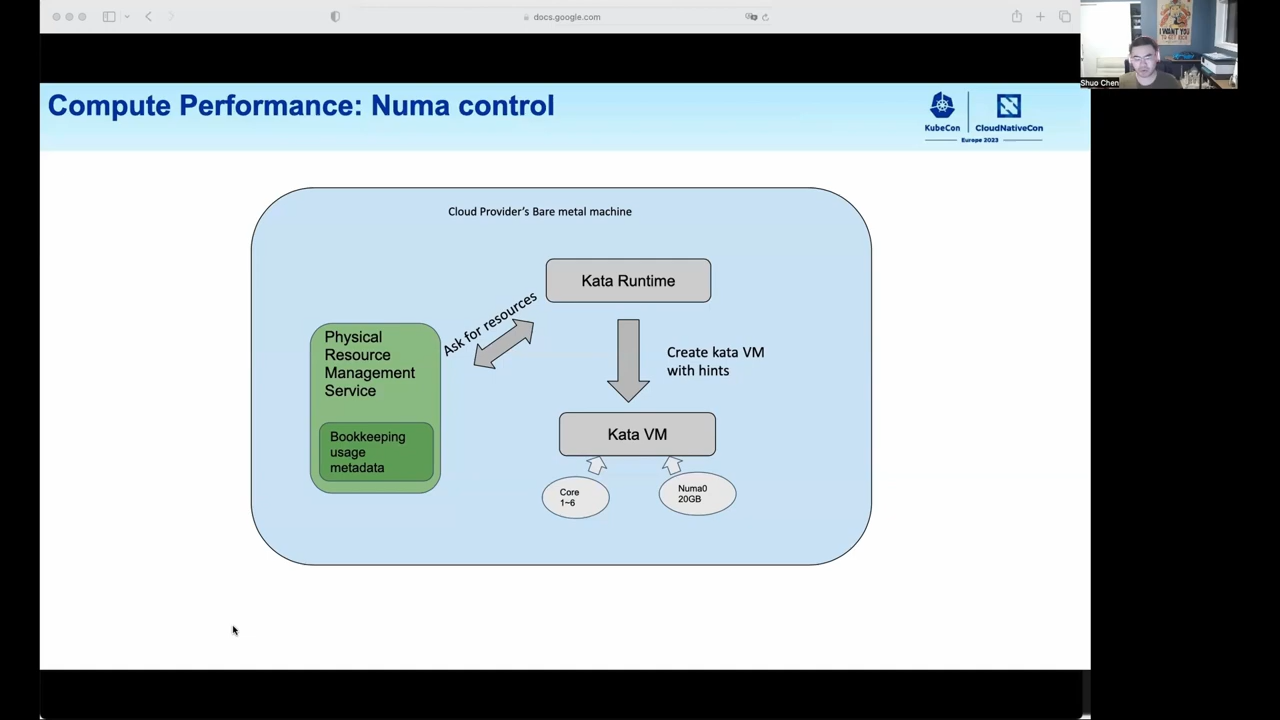 docs.google.com
I WANT YOU
Shuo Chen
Compute Performance: Numa control
KubeCon
CloudNativeCon
Europe 2023
Cloud Provider's Bare metal machine
Kata Runtime
Ask for resources
Physical
Resource
Management
Service
Bookkeeping
usage
metadata
Create kata VM
with hints
Kata VM
Core
1~6
Numa0
20GB